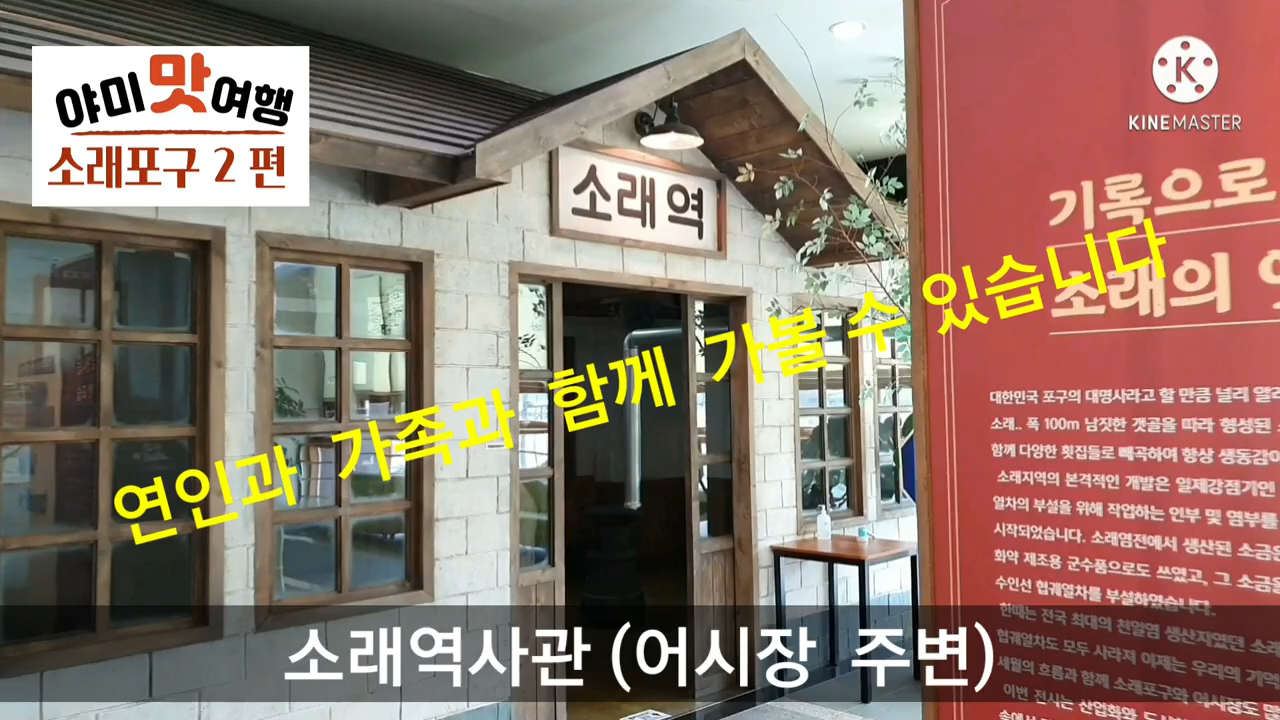 야미맛여행
소래포구 2 편
KINEMASTER
소래역
기록으로
소래의
연인과 가족과 함께 가볼 수 있습니다
대한민국 포구의 대명사라고 할 만큼 널리
소래.. 폭 100m 남짓한 갯골을 따라 형성된
함께 다양한 횟집들로 빼곡하여 항상 생동감이
소래지역의 본격적인 개발은 일제강점기인
열차의 부설을 위해 작업하는 인부 및 염부를
시작되었습니다. 소래염전에서 생산된 소금은
화약 제조용 군수품으로도 쓰였고, 그 소금을
수인선 협궤열차를 부설하였습니다.
한때는 전국 최대의 천일염 생산지였던
협궤열차도 모두 사라져 이제는 우리의 기억
세월의 흐름과 함께 소래포구와 어시장도
이번 전시는 산업화와
소래역사관 (어시장 주변)